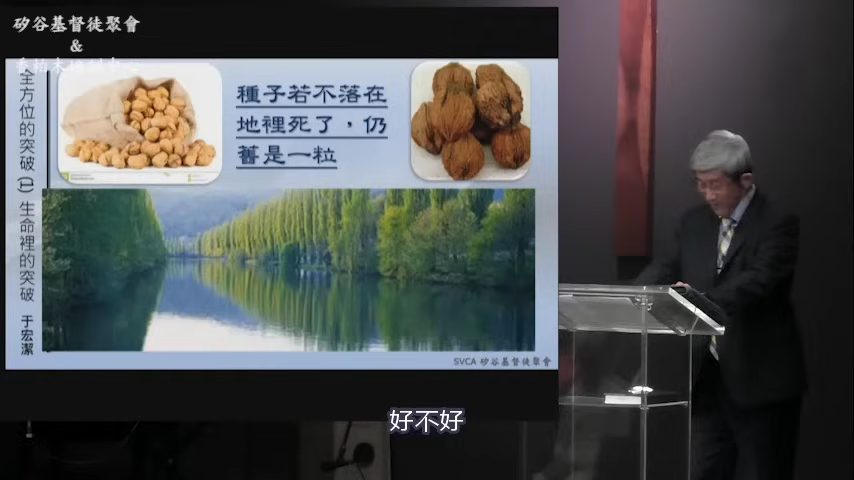 矽谷基督徒聚會
&
全方位的突破(1) 生命裡的突破 于宏潔
種子若不落在
地裡死了，仍
舊是一粒
SVCA 矽谷基督徒聚會
好不好